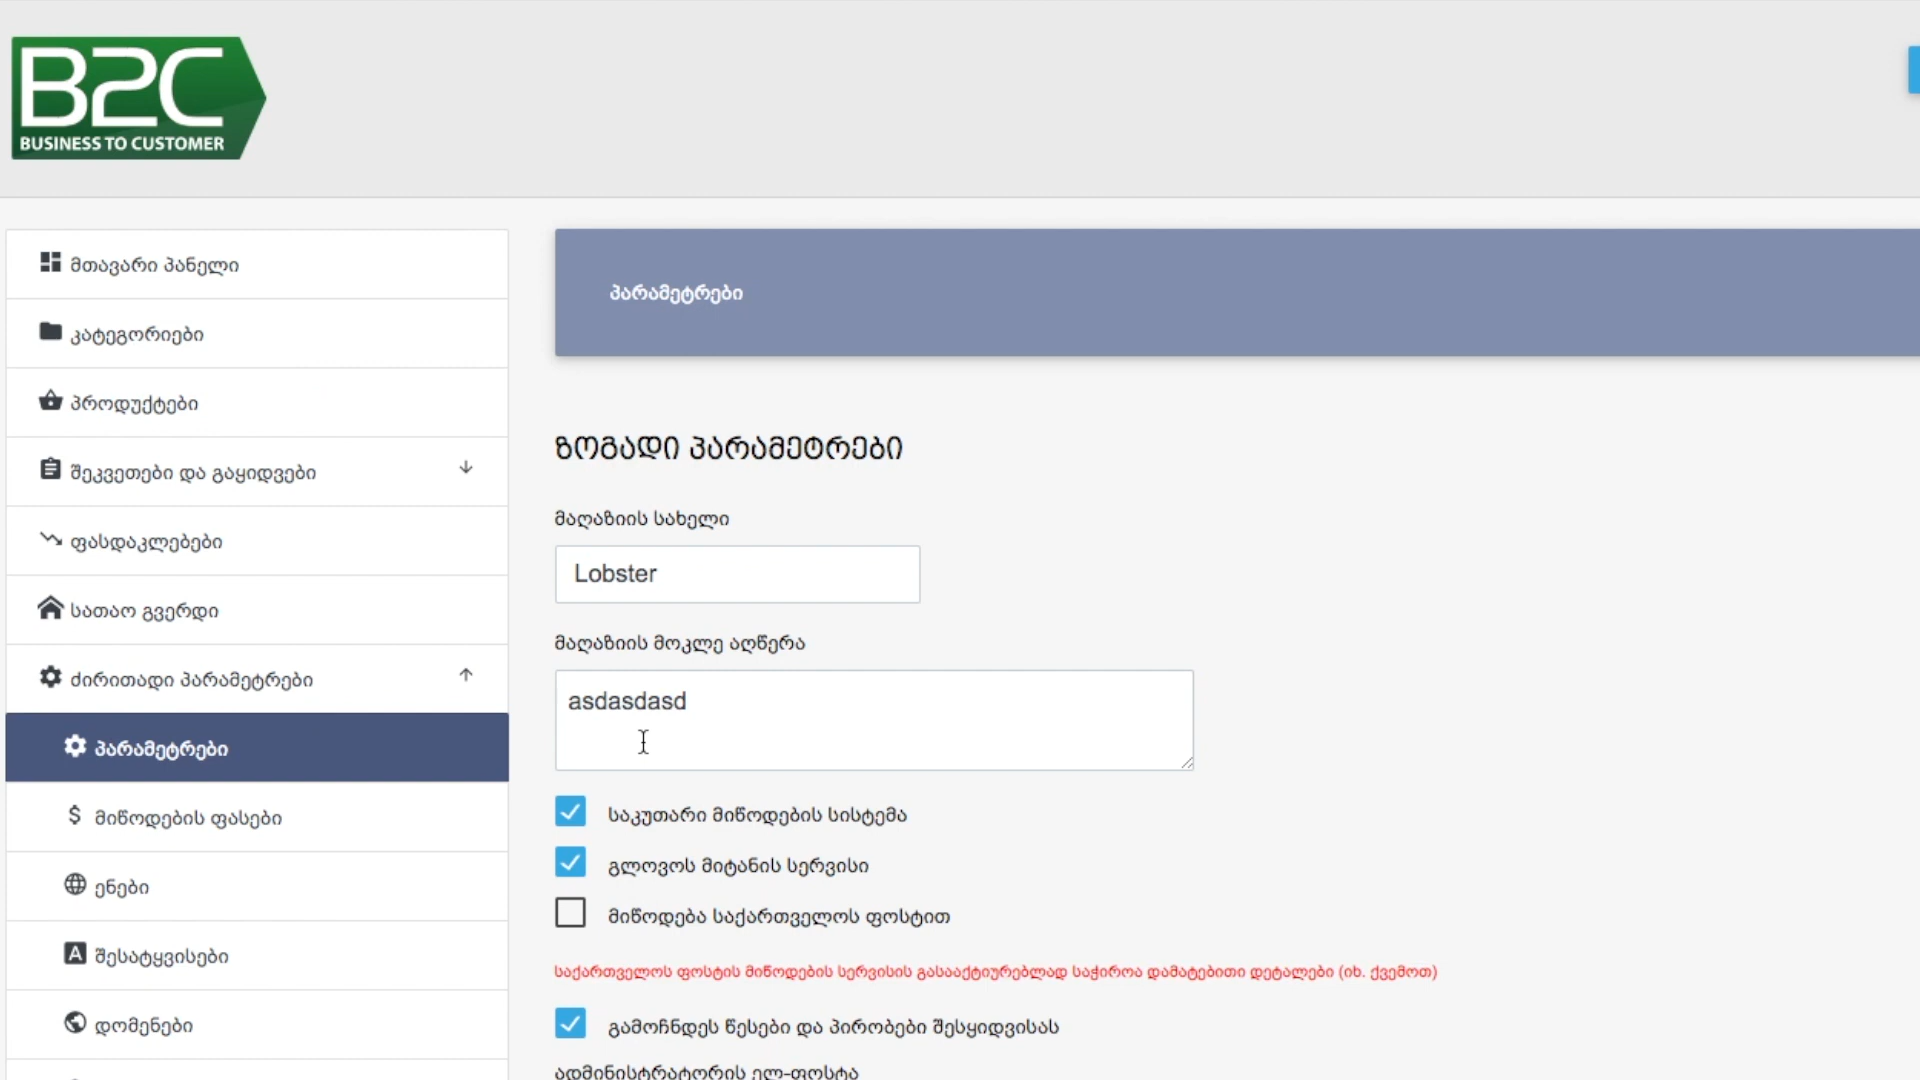 B2C
BUSINESS TO CUSTOMER
მთავარი პანელი
კატეგორიები
პროდუქტები
შეკვეთები და გაყიდვები
ფასდაკლებები
სათაო გვერდი
ძირითადი პარამეტრები
პარამეტრები
მიწოდების ფასები
ენები
შესატყვისები
დომენები
პარამეტრები
ზოგადი პარამეტრები
მაღაზიის სახელი
Lobster
მაღაზიის მოკლე აღწერა
asdasdasd
საკუთარი მიწოდების სისტემა
გლოვოს მიტანის სერვისი
მიწოდება საქართველოს ფოსტით
საქართველოს ფოსტის მიწოდების სერვისის გასააქტიურებლად საჭიროა დამატებითი დეტალები (იხ. ქვემოთ)
გამოჩნდეს წესები და პირობები შესყიდვისას
ადმინისტრატორის ელ-ფოსტა